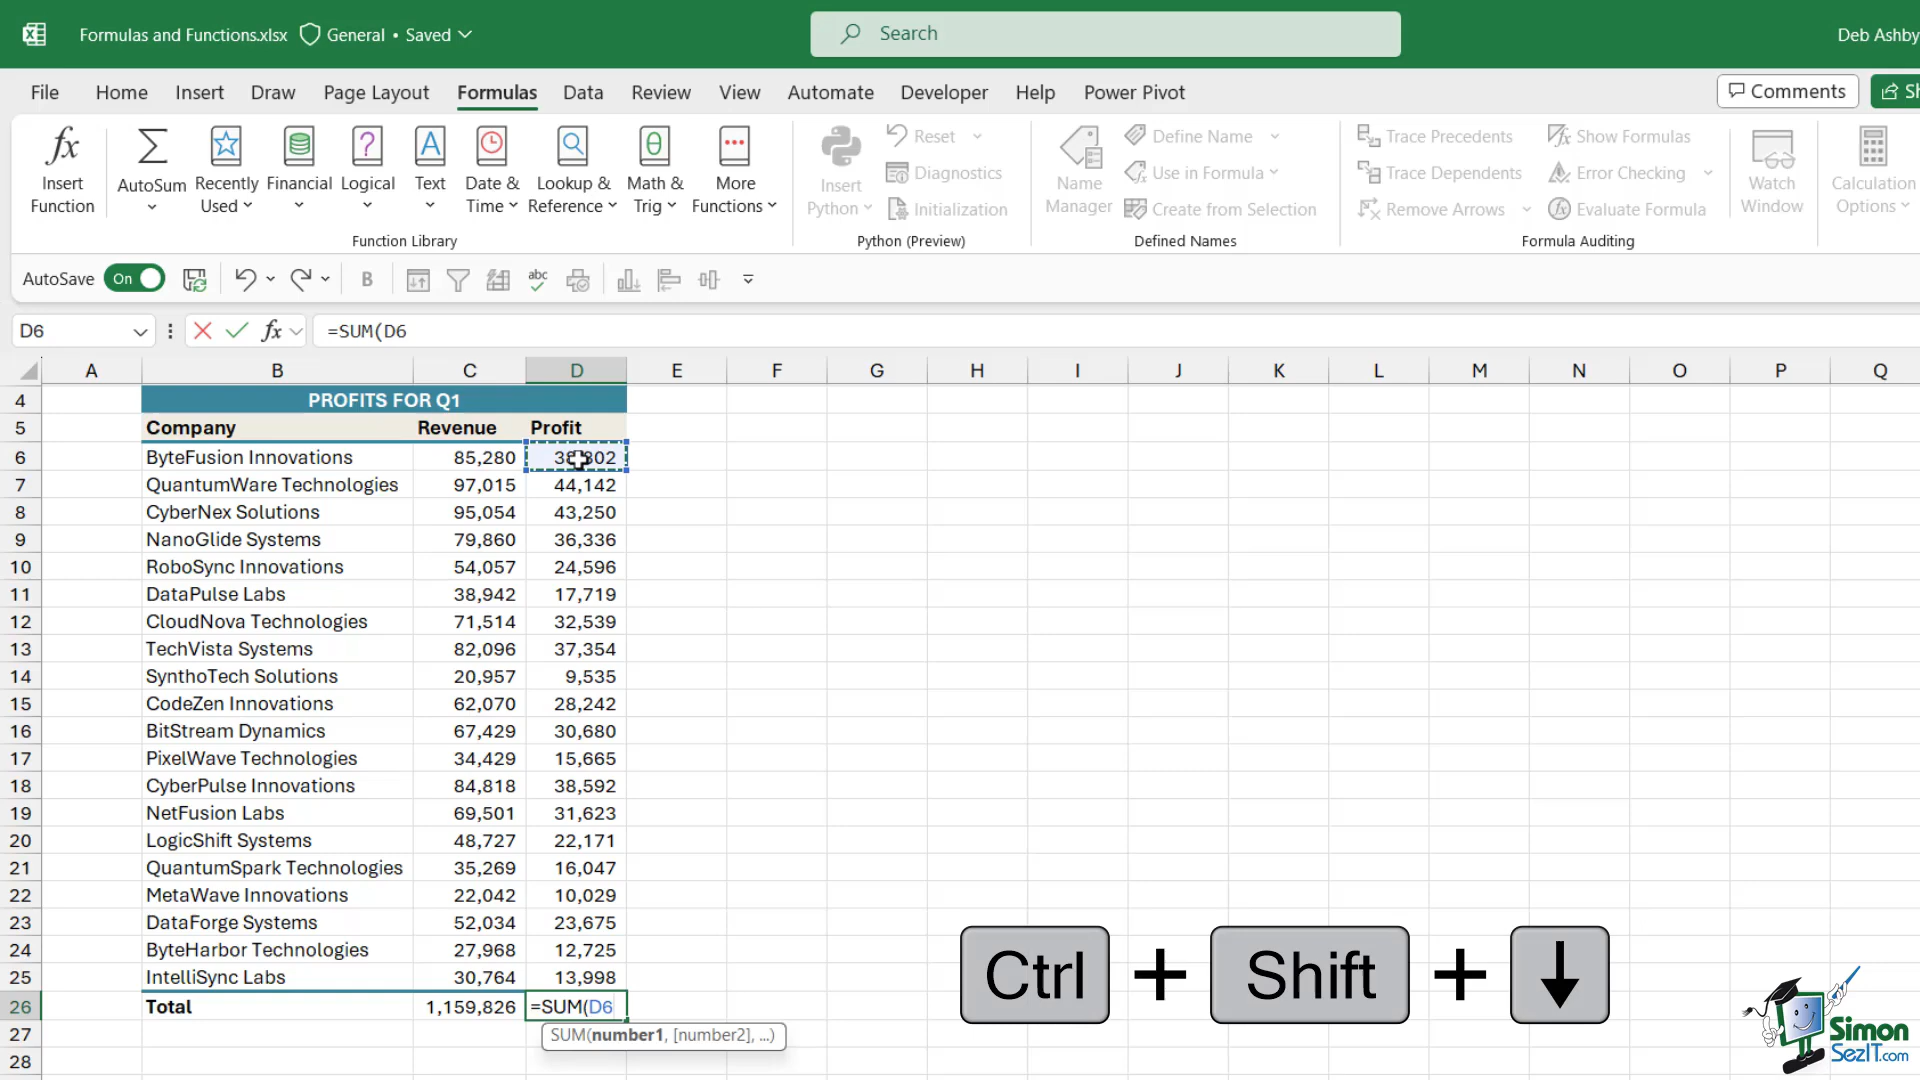 Formulas and Functions.xlsx General • Saved
Search
Deb Ashby
File Home Insert Draw Page Layout Formulas Data Review View Automate Developer Help Power Pivot
Comments
Insert Function
AutoSum
Recently Used
Financial
Logical
Text
Date & Time
Lookup & Reference
Math & Trig
More Functions
Function Library
Insert Python
Reset
Diagnostics
Initialization
Python (Preview)
Name Manager
Define Name
Use in Formula
Create from Selection
Defined Names
Trace Precedents
Trace Dependents
Remove Arrows
Show Formulas
Error Checking
Evaluate Formula
Formula Auditing
Watch Window
Calculation Options
AutoSave On
D6 fx =SUM(D6
A B C D E F G H I J K L M N O P Q
4 PROFITS FOR Q1
5 Company Revenue Profit
6 ByteFusion Innovations 85,280
7 QuantumWare Technologies 97,015 44,142
8 CyberNex Solutions 95,054 43,250
9 NanoGlide Systems 79,860 36,336
10 RoboSync Innovations 54,057 24,596
11 DataPulse Labs 38,942 17,719
12 CloudNova Technologies 71,514 32,539
13 TechVista Systems 82,096 37,354
14 SynthoTech Solutions 20,957 9,535
15 CodeZen Innovations 62,070 28,242
16 BitStream Dynamics 67,429 30,680
17 PixelWave Technologies 34,429 15,665
18 CyberPulse Innovations 84,818 38,592
19 NetFusion Labs 69,501 31,623
20 LogicShift Systems 48,727 22,171
21 QuantumSpark Technologies 35,269 16,047
22 MetaWave Innovations 22,042 10,029
23 DataForge Systems 52,034 23,675
24 ByteHarbor Technologies 27,968 12,725
25 IntelliSync Labs 30,764 13,998
26 Total 1,159,826 =SUM(D6
27 SUM(number1, [number2], ...)
28
Ctrl + Shift + ↓
Simon
SezIT.com